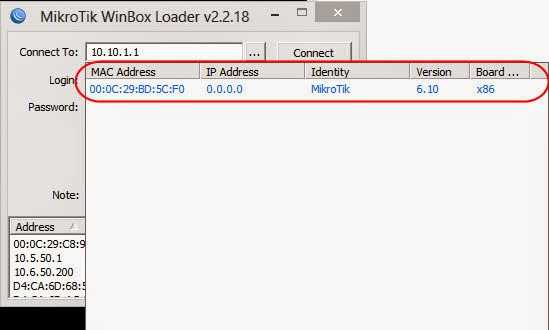 MikroTik WinBox Loader v2.2.18
Connect To: 10.10.1.1 ... Connect
MAC Address IP Address Identity Version Board ...
00:0C:29:BD:5C:F0 0.0.0.0 MikroTik 6.10 x86
Login:
Password:
Note:
Address
00:0C:29:C8:9
10.5.50.1
10.6.50.200
D4:CA:6D:68:5